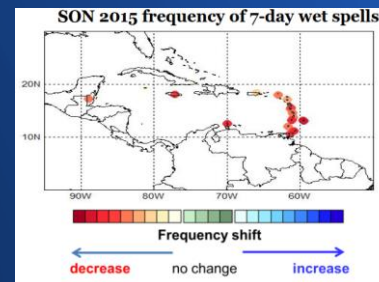 SON 2015 frequency of 7-day wet spells
20N
10N
90W 80W 70W 60W
Frequency shift
decrease no change increase